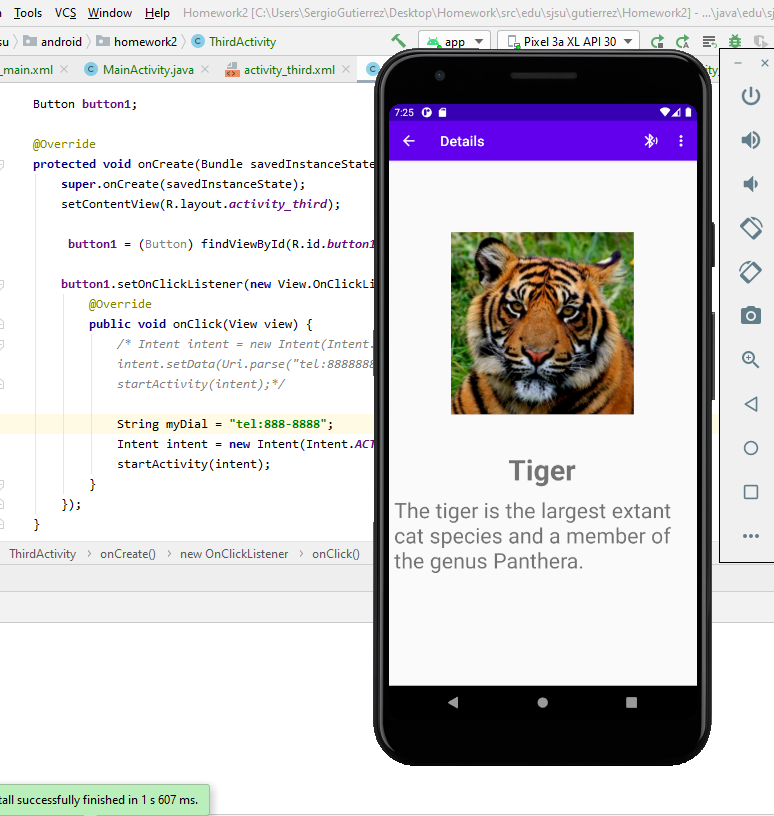 Tools VCS Window Help Homework2 [C:\Users\SergioGutierrez\Desktop\Homework\src\edu\sjsu\gutierrez\Homework2] - ...\java\edu\sj
su android homework2 ThirdActivity app Pixel 3a XL API 30
_main.xml MainActivity.java activity_third.xml
Button button1;
@Override
protected void onCreate(Bundle savedInstanceState
super.onCreate(savedInstanceState);
setContentView(R.layout.activity_third);
button1 = (Button) findViewById(R.id.button1
button1.setOnClickListener(new View.OnClickLi
@Override
public void onClick(View view) {
/* Intent intent = new Intent(Intent.
intent.setData(Uri.parse("tel:8888888
startActivity(intent);*/
String myDial = "tel:888-8888";
Intent intent = new Intent(Intent.ACT
startActivity(intent);
}
});
}
ThirdActivity onCreate() new OnClickListener onClick()
7:25
Details
Tiger
The tiger is the largest extant
cat species and a member of
the genus Panthera.
tall successfully finished in 1 s 607 ms.